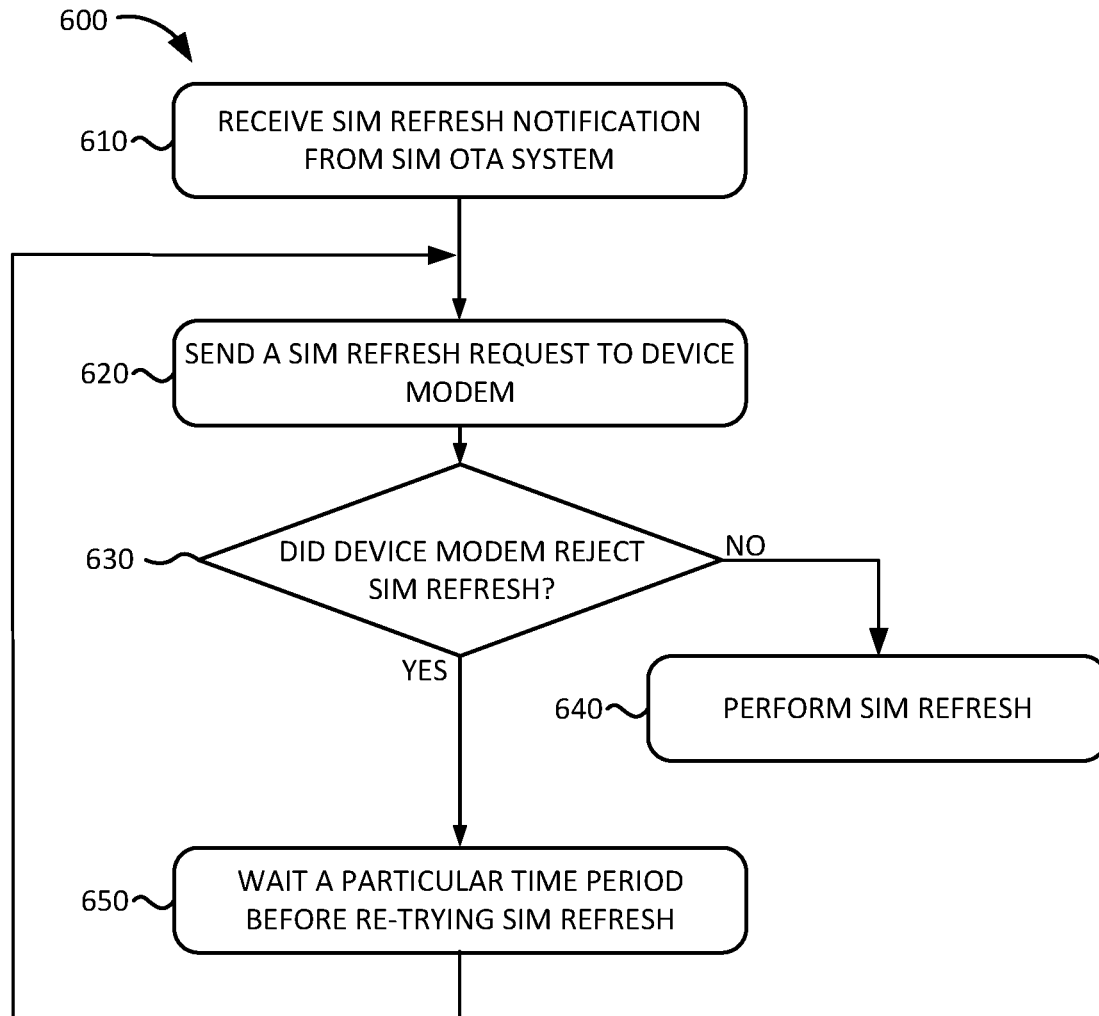 600
RECEIVE SIM REFRESH NOTIFICATION
FROM SIM OTA SYSTEM
610
SEND A SIM REFRESH REQUEST TO DEVICE
MODEM
620
DID DEVICE MODEM REJECT
SIM REFRESH?
630
NO
YES
640
PERFORM SIM REFRESH
WAIT A PARTICULAR TIME PERIOD
BEFORE RE-TRYING SIM REFRESH
650